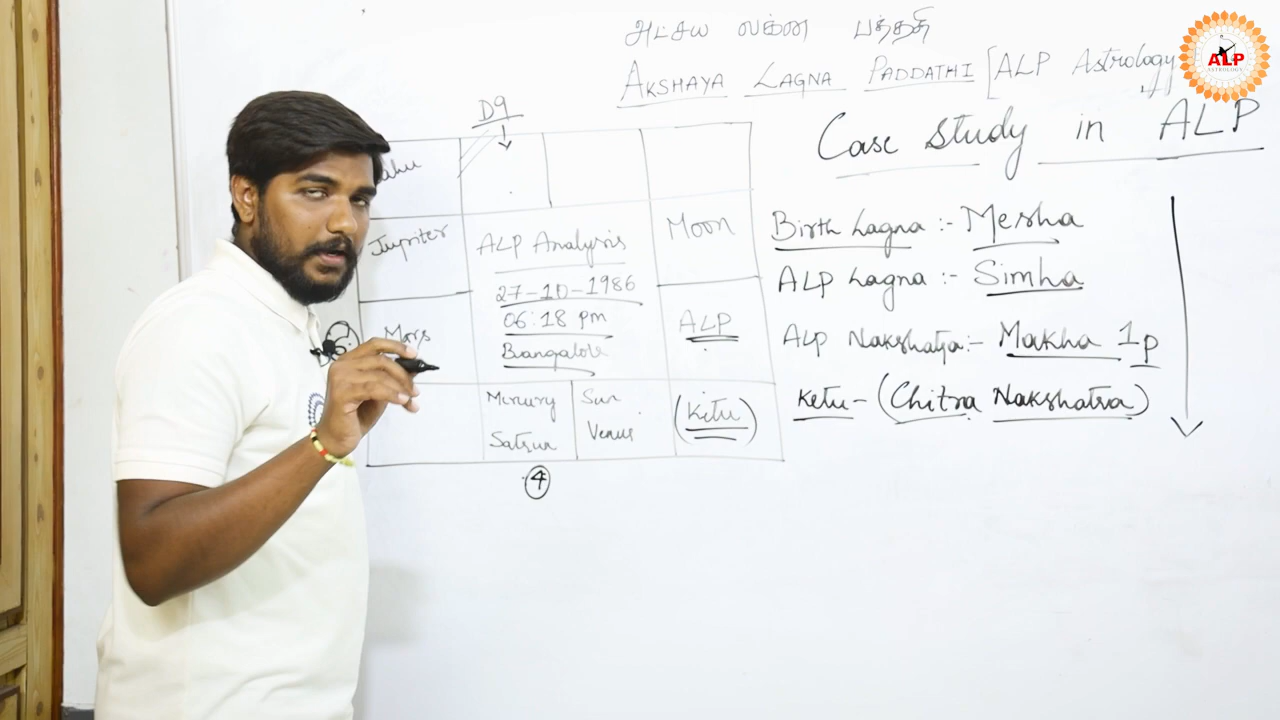 அட்சய லக்ன பத்ததி
AKSHAYA LAGNA PADDATHI [ALP Astrology]
ALP
ASTROLOGY
Case study in ALP
D9
ahu
Jupiter
Mars
Moon
ALP
ALP Analysis
27-10-1986
06:18 pm
Bangalore
Mercury
Satrun
Sun
Venus
(Ketu)
4
Birth Lagna :- Mesha
ALP Lagna :- Simha
ALP Nakshatra:- Makha 1p
Ketu - (Chitra Nakshatra)